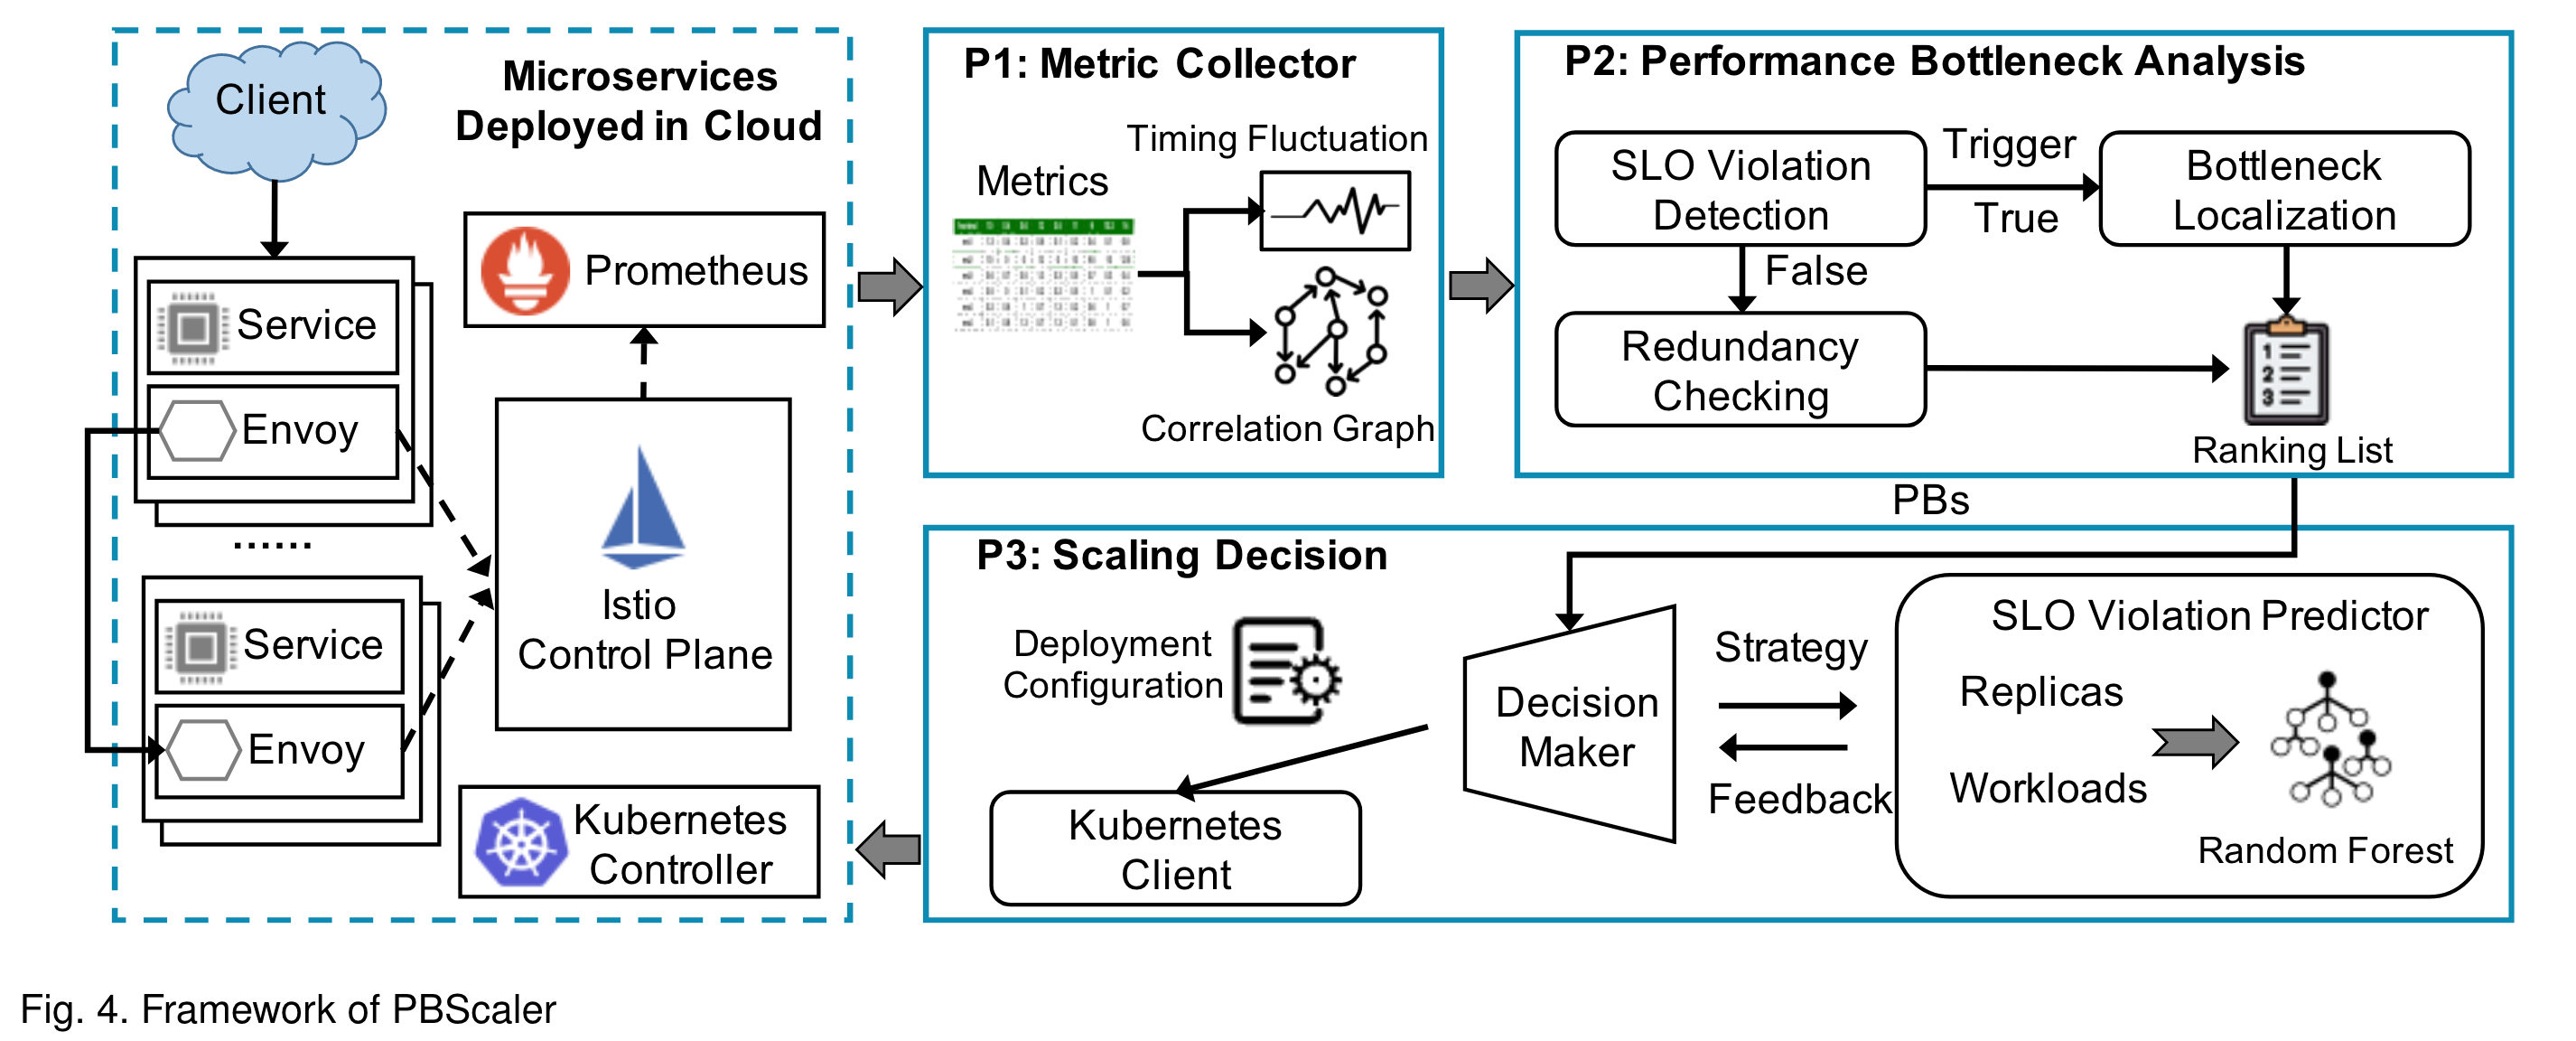 Client
Microservices
Deployed in Cloud
Service
Envoy
......
Service
Envoy
Prometheus
Istio
Control Plane
Kubernetes
Controller
P1: Metric Collector
Timing Fluctuation
Metrics
Correlation Graph
P2: Performance Bottleneck Analysis
SLO Violation
Detection
Trigger
True
Bottleneck
Localization
False
Redundancy
Checking
1
2
3
Ranking List
PBs
P3: Scaling Decision
Deployment
Configuration
Kubernetes
Client
Decision
Maker
Strategy
Feedback
SLO Violation Predictor
Replicas
Workloads
Random Forest
Fig. 4. Framework of PBScaler